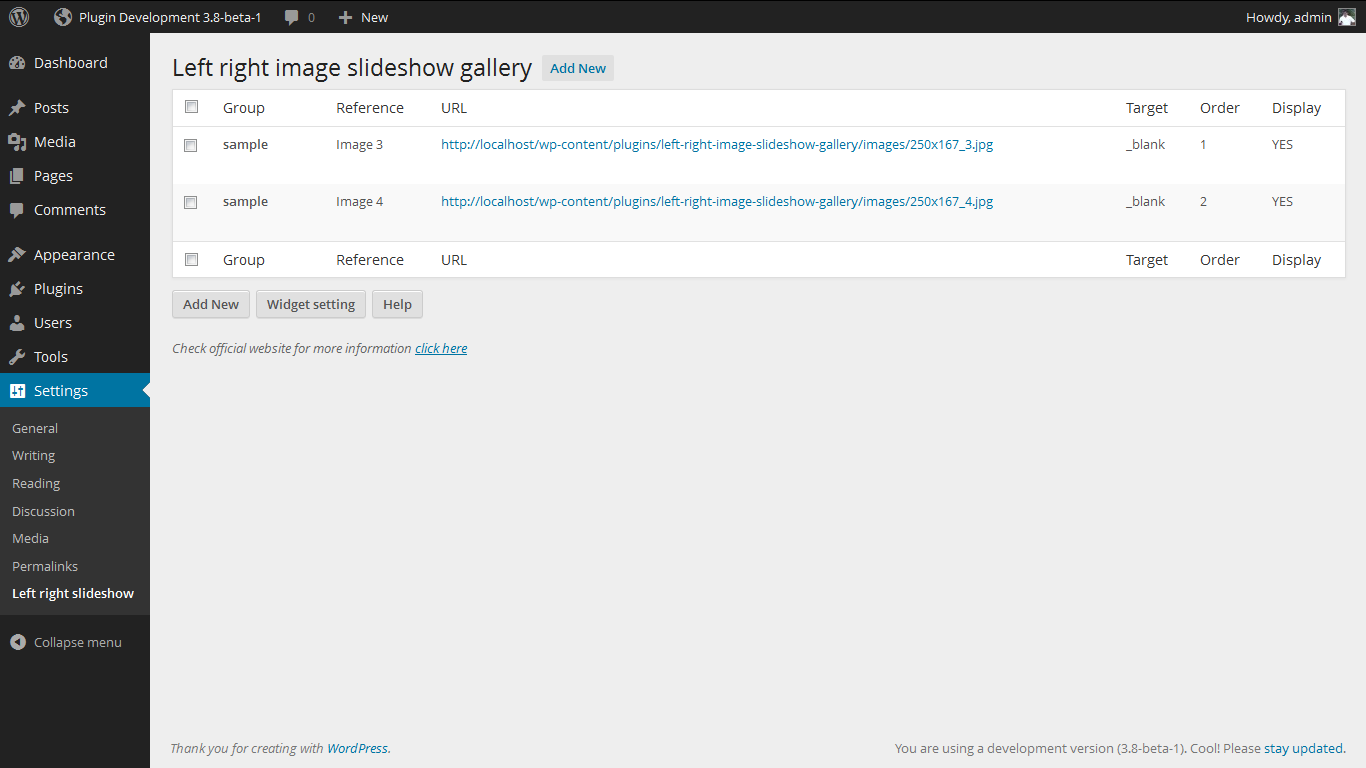 Plugin Development 3.8-beta-1 0 New Howdy, admin
Dashboard
Posts
Media
Pages
Comments
Appearance
Plugins
Users
Tools
Settings
General
Writing
Reading
Discussion
Media
Permalinks
Left right slideshow
Collapse menu
Left right image slideshow gallery Add New
Group Reference URL Target Order Display
sample Image 3 http://localhost/wp-content/plugins/left-right-image-slideshow-gallery/images/250x167_3.jpg _blank 1 YES
sample Image 4 http://localhost/wp-content/plugins/left-right-image-slideshow-gallery/images/250x167_4.jpg _blank 2 YES
Group Reference URL Target Order Display
Add New Widget setting Help
Check official website for more information click here
Thank you for creating with WordPress. You are using a development version (3.8-beta-1). Cool! Please stay updated.